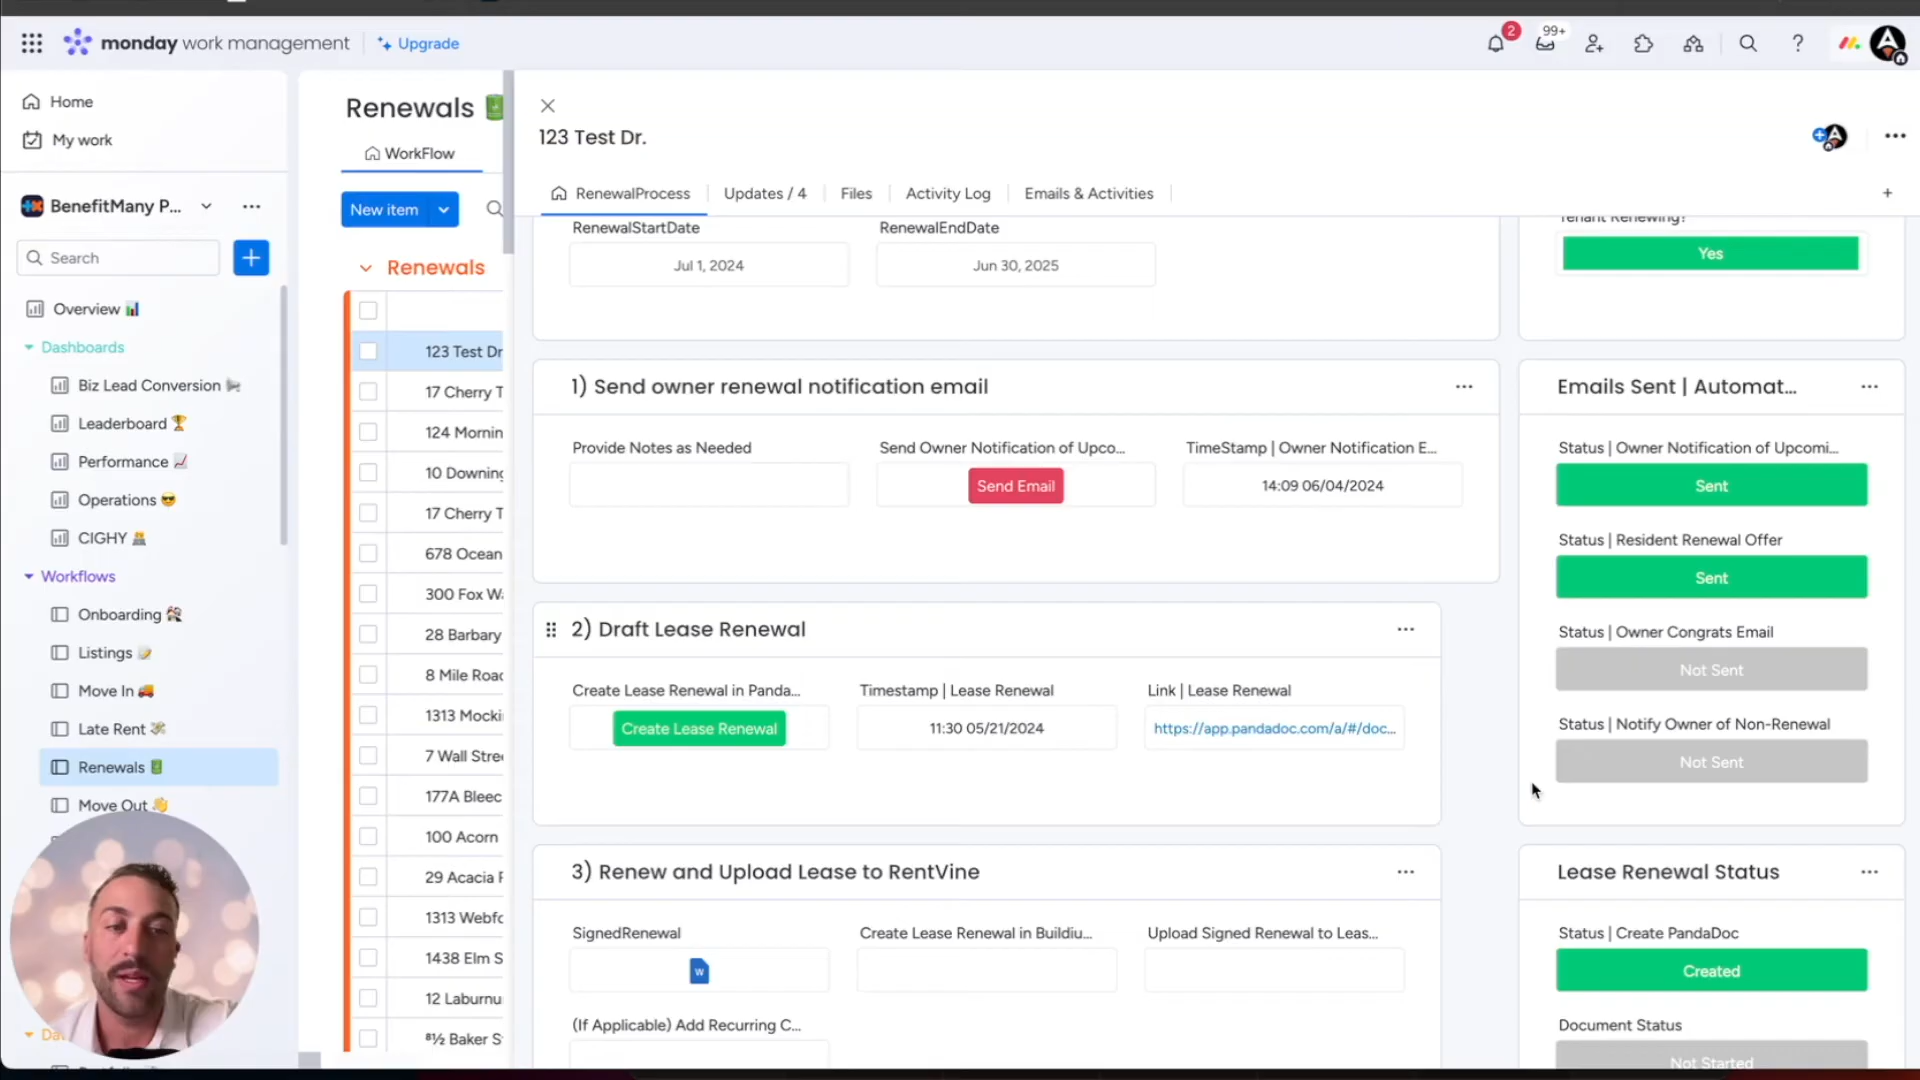 monday work management
Upgrade
2
99+
Home
My work
BenefitMany P...
Search
Overview
Dashboards
Biz Lead Conversion
Leaderboard
Performance
Operations
CIGHY
Workflows
Onboarding
Listings
Move In
Late Rent
Renewals
Move Out
Renewals
WorkFlow
New item
Renewals
123 Test Dr
17 Cherry T
124 Mornin
10 Downing
17 Cherry T
678 Ocean
300 Fox Wa
28 Barbary
8 Mile Road
1313 Mocki
7 Wall Stree
177A Bleec
100 Acorn
29 Acacia R
1313 Webfo
1438 Elm S
12 Laburnu
8½ Baker S
123 Test Dr.
RenewalProcess
Updates / 4
Files
Activity Log
Emails & Activities
RenewalStartDate
RenewalEndDate
Jul 1, 2024
Jun 30, 2025
Tenant Renewing?
Yes
1) Send owner renewal notification email
Provide Notes as Needed
Send Owner Notification of Upco...
TimeStamp | Owner Notification E...
Send Email
14:09 06/04/2024
Emails Sent | Automat...
Status | Owner Notification of Upcomi...
Sent
Status | Resident Renewal Offer
Sent
Status | Owner Congrats Email
Not Sent
Status | Notify Owner of Non-Renewal
Not Sent
2) Draft Lease Renewal
Create Lease Renewal in Panda...
Timestamp | Lease Renewal
Link | Lease Renewal
Create Lease Renewal
11:30 05/21/2024
https://app.pandadoc.com/a/#/doc...
3) Renew and Upload Lease to RentVine
SignedRenewal
Create Lease Renewal in Buildiu...
Upload Signed Renewal to Leas...
W
(If Applicable) Add Recurring C...
Lease Renewal Status
Status | Create PandaDoc
Created
Document Status
Not Started